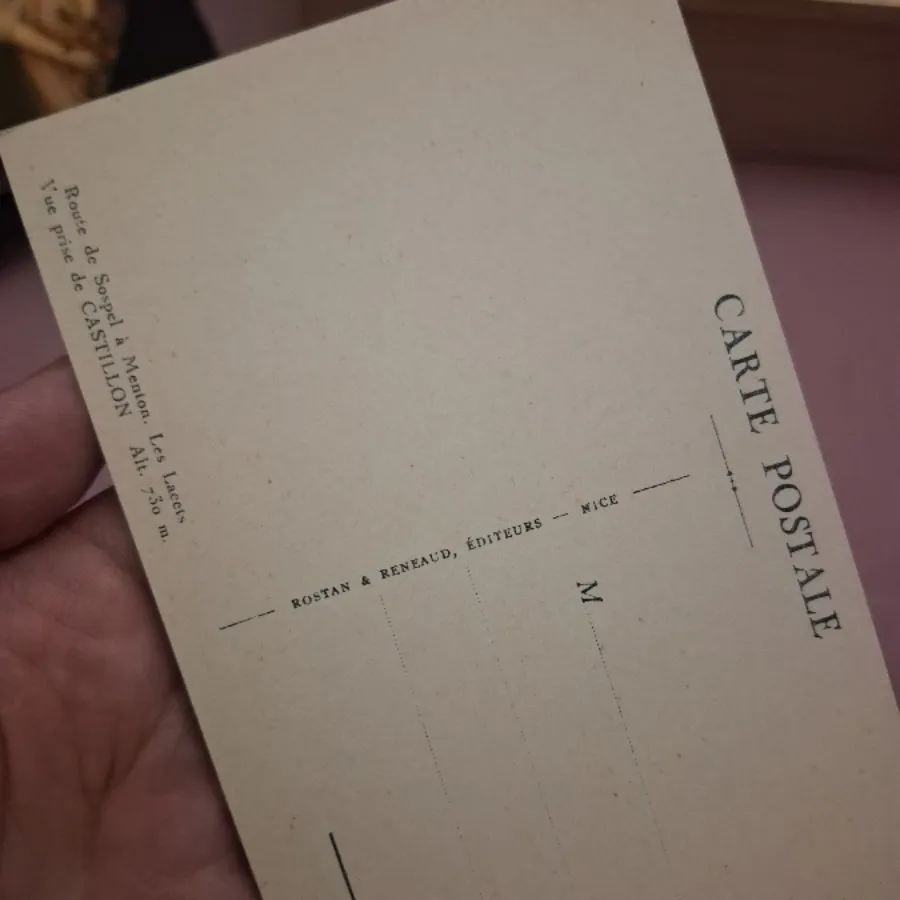 CARTE POSTALE
Route de Sospel à Menton. Les Lacets
Vue prise de CASTILLON Alt. 730 m.
ROSTAN & RENEAUD, ÉDITEURS — NICE
M